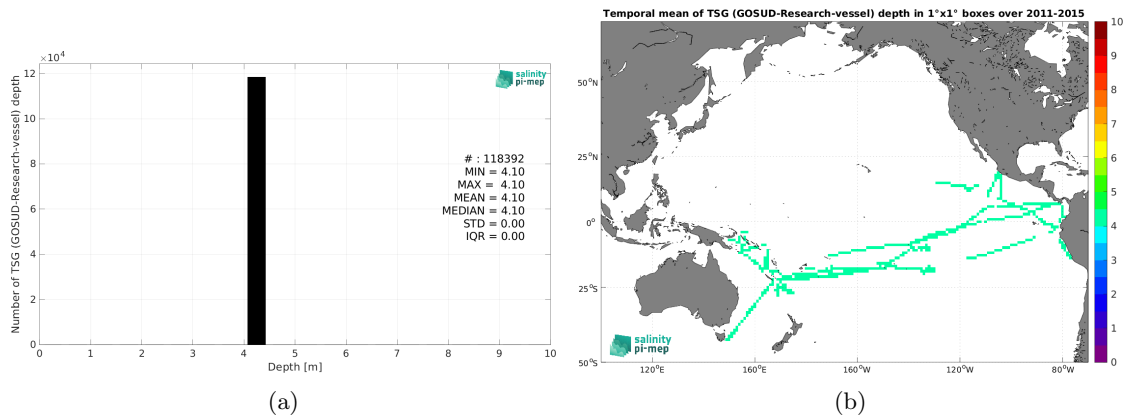 ×10⁴
12
10
8
6
4
2
0
Number of TSG (GOSUD-Research-vessel) depth
0 1 2 3 4 5 6 7 8 9 10
Depth [m]
salinity
pi-mep
# : 118392
MIN = 4.10
MAX = 4.10
MEAN = 4.10
MEDIAN = 4.10
STD = 0.00
IQR = 0.00
(a)
Temporal mean of TSG (GOSUD-Research-vessel) depth in 1°x1° boxes over 2011-2015
50°N
25°N
0°
25°S
50°S
120°E 160°E 160°W 120°W 80°W
salinity
pi-mep
10
9
8
7
6
5
4
3
2
1
0
(b)